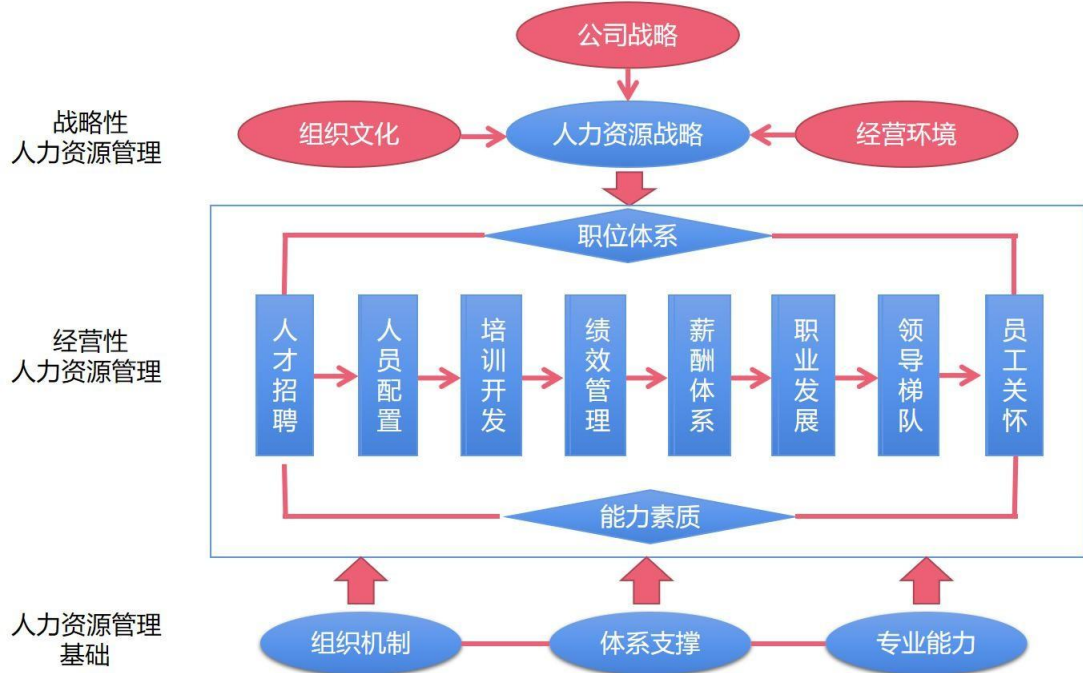 公司战略
战略性
人力资源管理
组织文化
人力资源战略
经营环境
职位体系
经营性
人力资源管理
人才招聘
人员配置
培训开发
绩效管理
薪酬体系
职业发展
领导梯队
员工关怀
能力素质
人力资源管理
基础
组织机制
体系支撑
专业能力